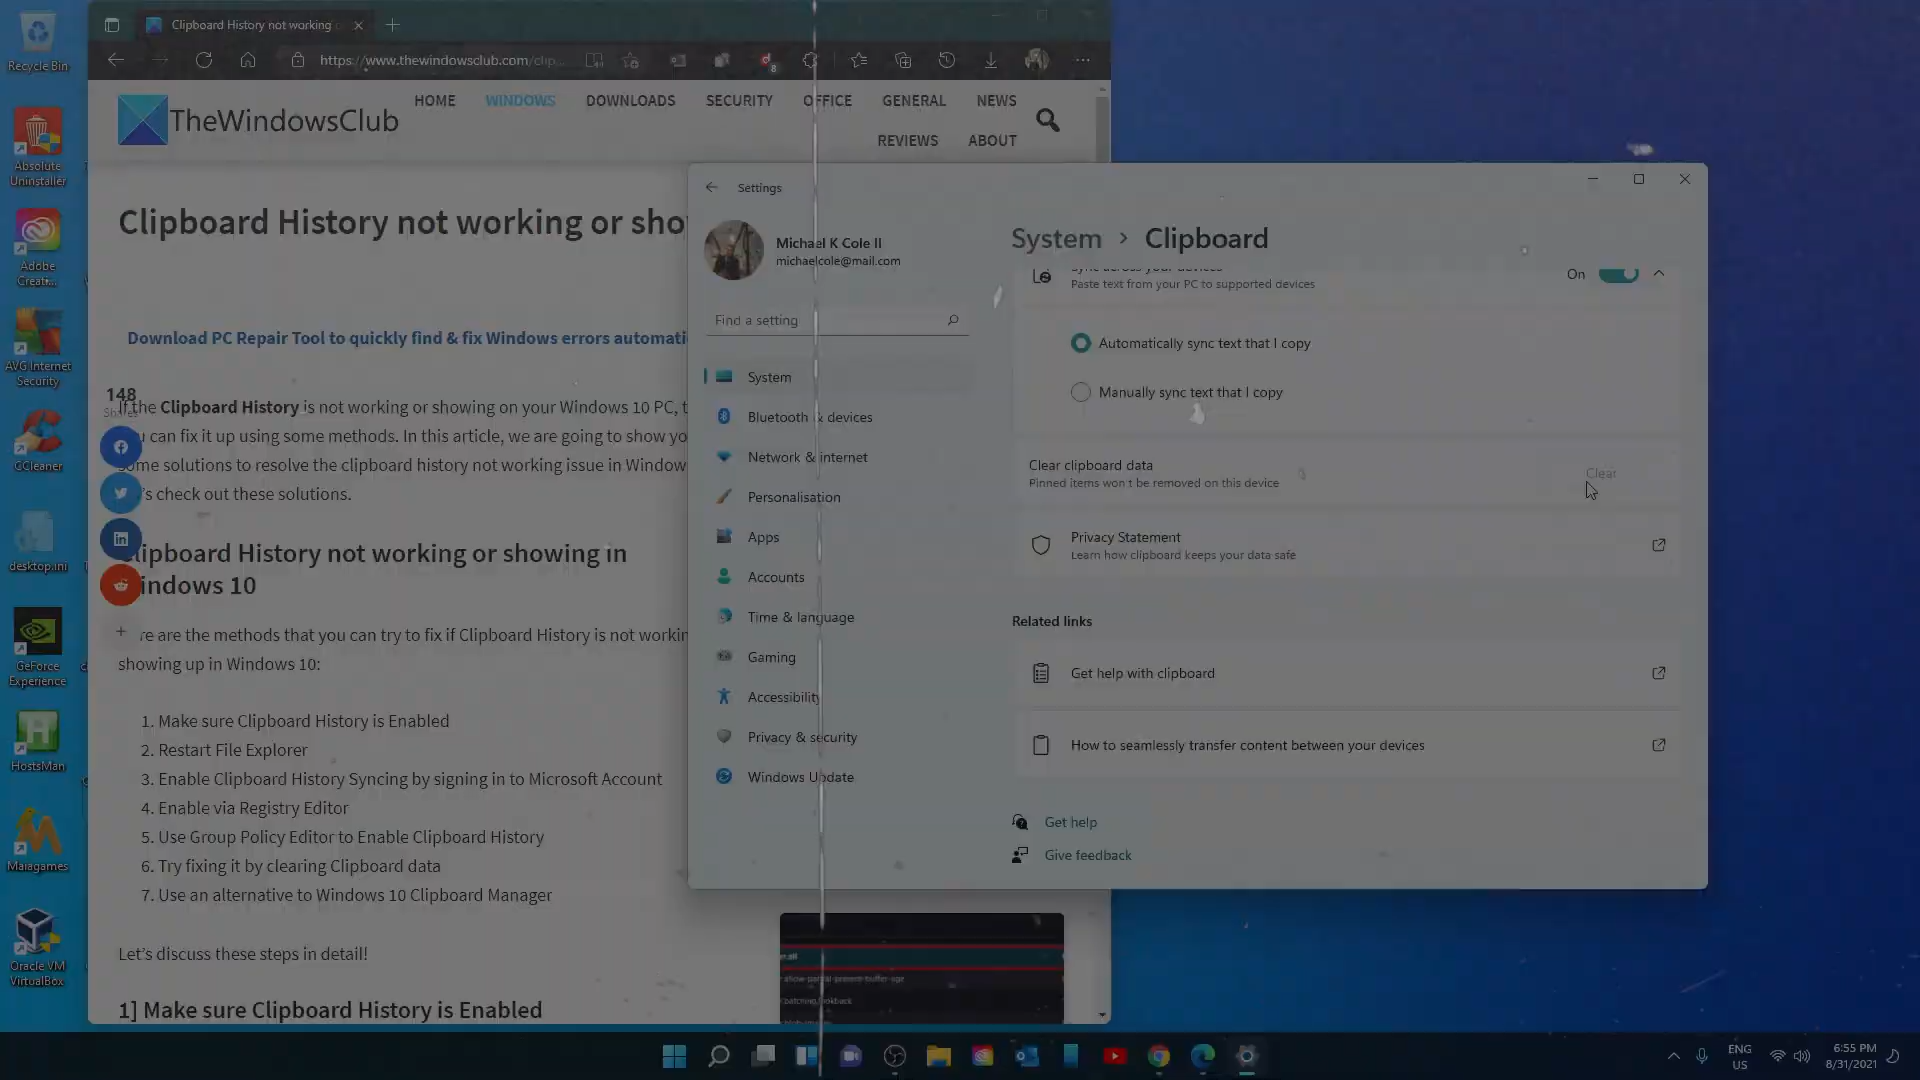 Recycle Bin
Absolute
Uninstaller
Adobe
Creati...
AVG Internet
Security
CCleaner
desktop.ini
GeForce
Experience
HostsMan
Malagames
Oracle VM
VirtualBox
Clipboard History not working
https://www.thewindowsclub.com/clip...
8
TheWindowsClub
HOME WINDOWS DOWNLOADS SECURITY OFFICE GENERAL NEWS
REVIEWS ABOUT
Clipboard History not working or sho
Download PC Repair Tool to quickly find & fix Windows errors automati
148
Shares
If the Clipboard History is not working or showing on your Windows 10 PC, t
u can fix it up using some methods. In this article, we are going to show yo
ome solutions to resolve the clipboard history not working issue in Window
's check out these solutions.
lipboard History not working or showing in
indows 10
re are the methods that you can try to fix if Clipboard History is not workin
showing up in Windows 10:
1. Make sure Clipboard History is Enabled
2. Restart File Explorer
3. Enable Clipboard History Syncing by signing in to Microsoft Account
4. Enable via Registry Editor
5. Use Group Policy Editor to Enable Clipboard History
6. Try fixing it by clearing Clipboard data
7. Use an alternative to Windows 10 Clipboard Manager
Let's discuss these steps in detail!
1] Make sure Clipboard History is Enabled
Settings
Michael K Cole II
michaelcole@mail.com
Find a setting
System
Bluetooth & devices
Network & internet
Personalisation
Apps
Accounts
Time & language
Gaming
Accessibility
Privacy & security
Windows Update
System > Clipboard
Sync across your devices
Paste text from your PC to supported devices
On
Automatically sync text that I copy
Manually sync text that I copy
Clear clipboard data
Pinned items won't be removed on this device
Clear
Privacy Statement
Learn how clipboard keeps your data safe
Related links
Get help with clipboard
How to seamlessly transfer content between your devices
Get help
Give feedback
ENG
US
6:55 PM
8/31/2021